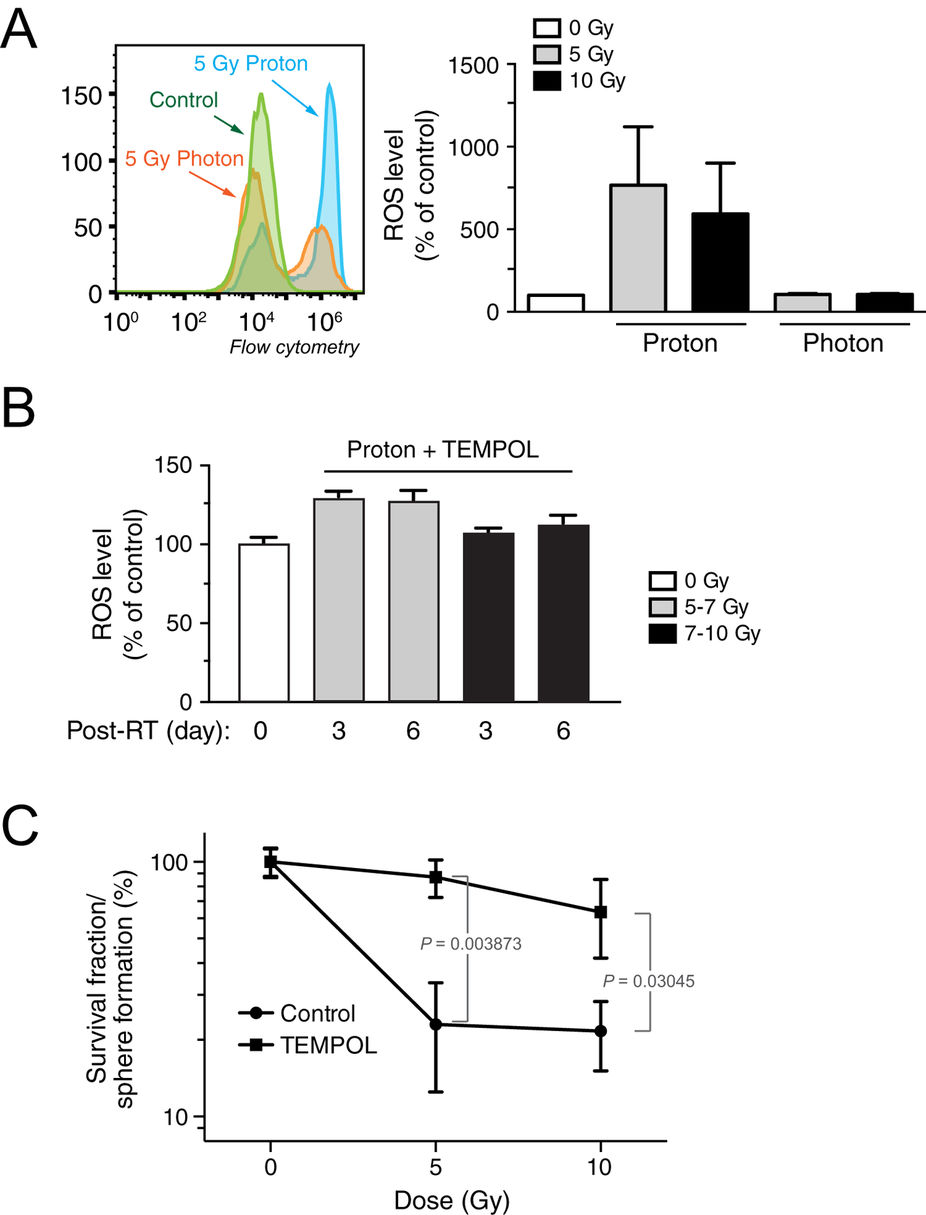 A
5 Gy Proton
Control
5 Gy Photon
150
100
50
0
10⁰ 10² 10⁴ 10⁶
Flow cytometry
0 Gy
5 Gy
10 Gy
ROS level
(% of control)
1500
1000
500
0
Proton Photon
B
Proton + TEMPOL
ROS level
(% of control)
150
100
50
0
Post-RT (day): 0 3 6 3 6
0 Gy
5-7 Gy
7-10 Gy
C
Survival fraction/
sphere formation (%)
100
10
P = 0.003873
P = 0.03045
Control
TEMPOL
0 5 10
Dose (Gy)